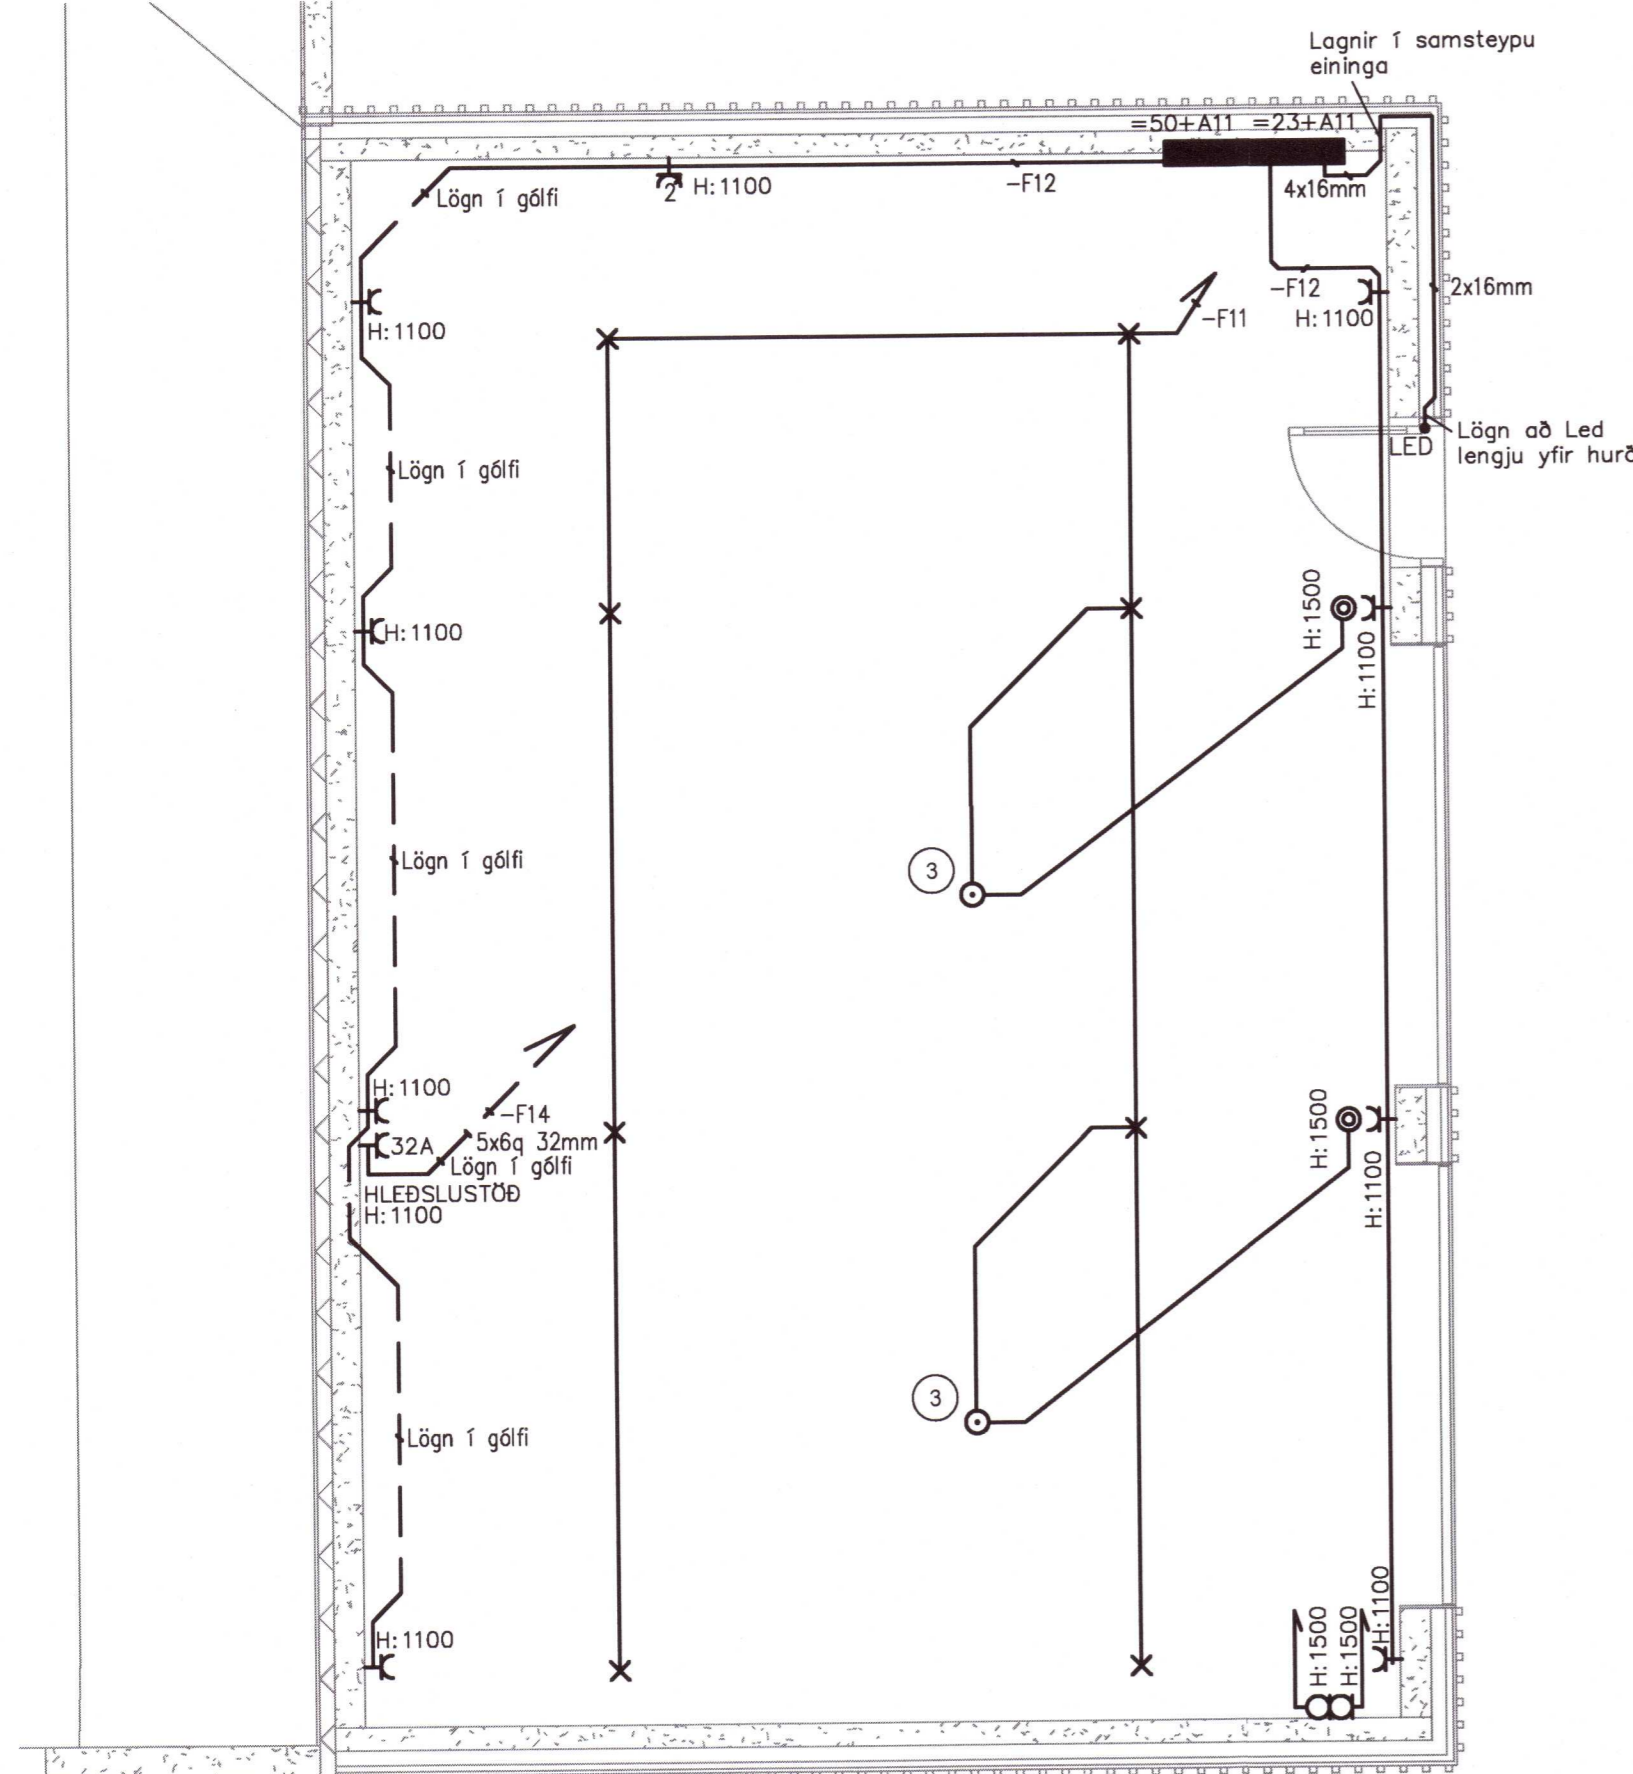 Lagnir í samsteypu
eininga
=50+A11 =23+A11
Lögn í gólfi
2
H:1100
-F12
4x16mm
-F12
H:1100
2x16mm
H:1100
-F11
LED
Lögn að Led
lengju yfir hurð
Lögn í gólfi
H:1500
H:1100
H:1100
Lögn í gólfi
3
H:1100
32A
-F14
5x6q 32mm
Lögn í gólfi
HLEÐSLUSTÖÐ
H:1100
H:1500
H:1100
3
Lögn í gólfi
H:1100
H:1500
H:1500
H:1100